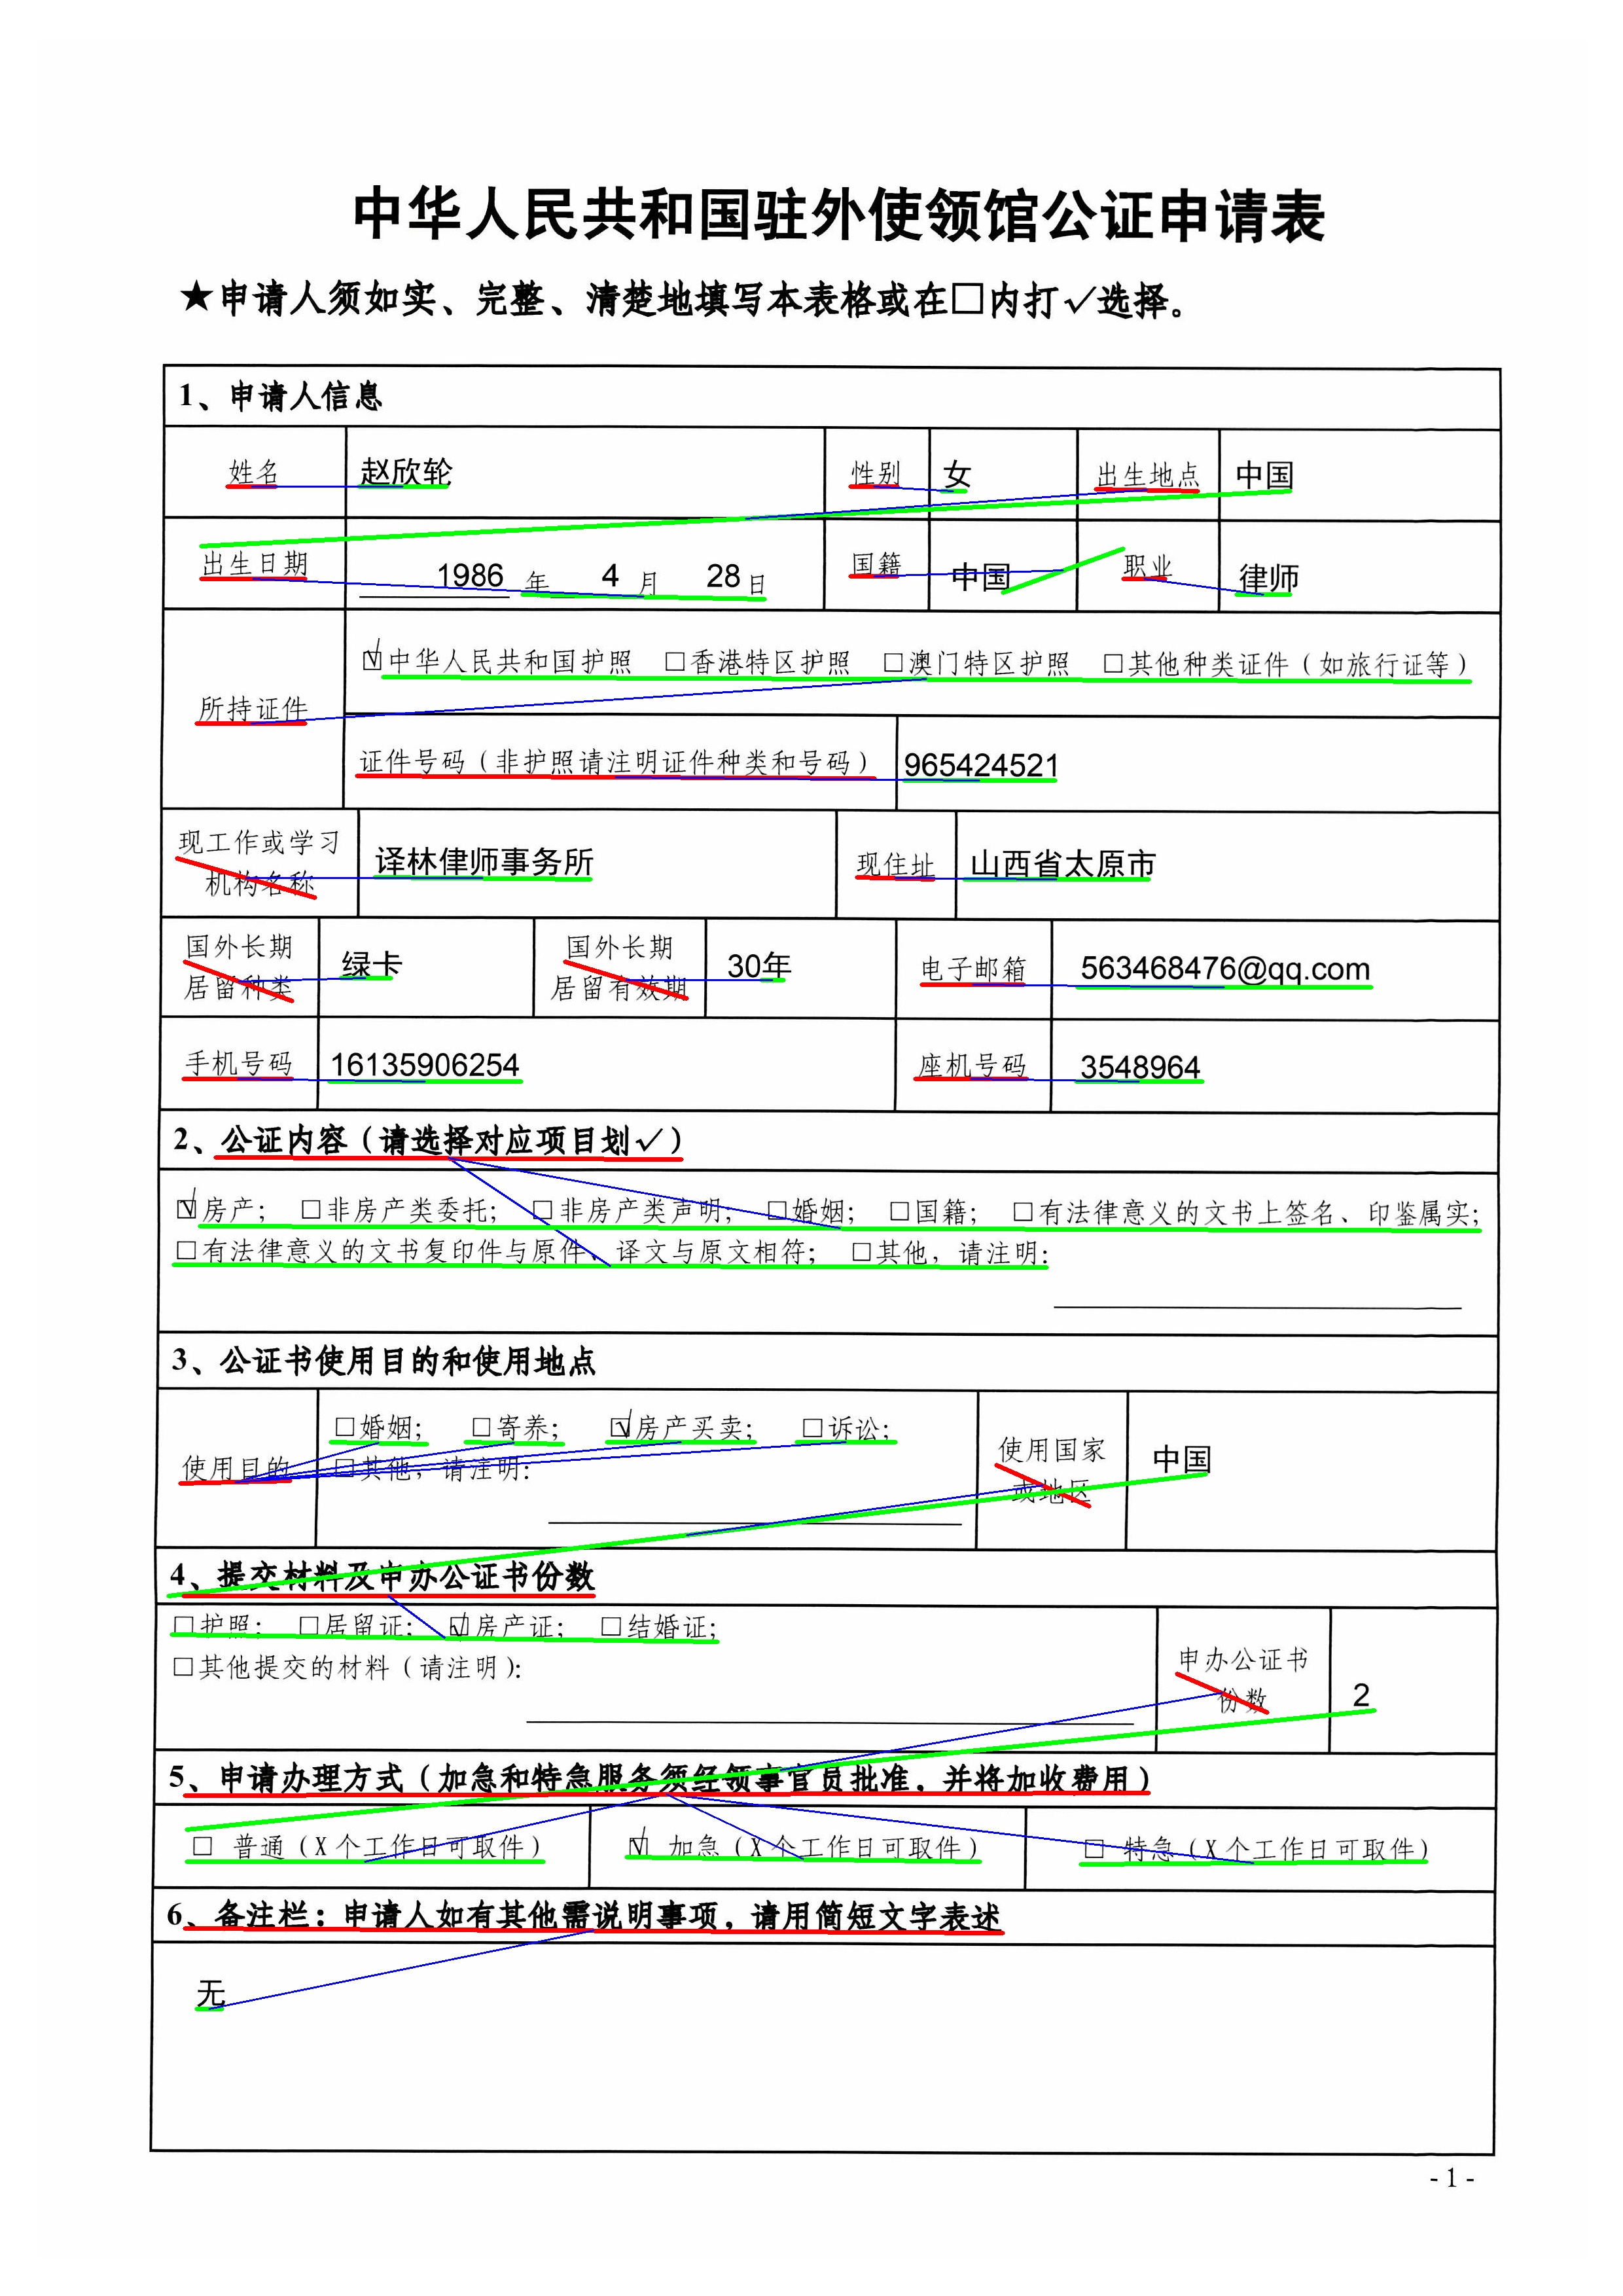 中华人民共和国驻外使领馆公证申请表
★申请人须如实、完整、清楚地填写本表格或在□内打√选择。
1、申请人信息
姓名 赵欣轮 性别 女 出生地点 中国
出生日期 1986 年 4 月 28 日 国籍 中国 职业 律师
所持证件 ☑中华人民共和国护照 □香港特区护照 □澳门特区护照 □其他种类证件（如旅行证等）
证件号码（非护照请注明证件种类和号码） 965424521
现工作或学习
机构名称 译林律师事务所 现住址 山西省太原市
国外长期
居留种类 绿卡 国外长期
居留有效期 30年 电子邮箱 563468476@qq.com
手机号码 16135906254 座机号码 3548964
2、公证内容（请选择对应项目划√）
☑房产； □非房产类委托； □非房产类声明； □婚姻； □国籍； □有法律意义的文书上签名、印鉴属实；
□有法律意义的文书复印件与原件、译文与原文相符； □其他，请注明：
3、公证书使用目的和使用地点
使用目的 □婚姻； □寄养； ☑房产买卖； □诉讼；
□其他，请注明：
使用国家
或地区 中国
4、提交材料及申办公证书份数
□护照； □居留证； ☑房产证； □结婚证；
□其他提交的材料（请注明）：
申办公证书
份数 2
5、申请办理方式（加急和特急服务须经领事官员批准，并将加收费用）
□ 普通（X 个工作日可取件） ☑ 加急（X 个工作日可取件） □ 特急（X 个工作日可取件）
6、备注栏：申请人如有其他需说明事项，请用简短文字表述
无
- 1 -